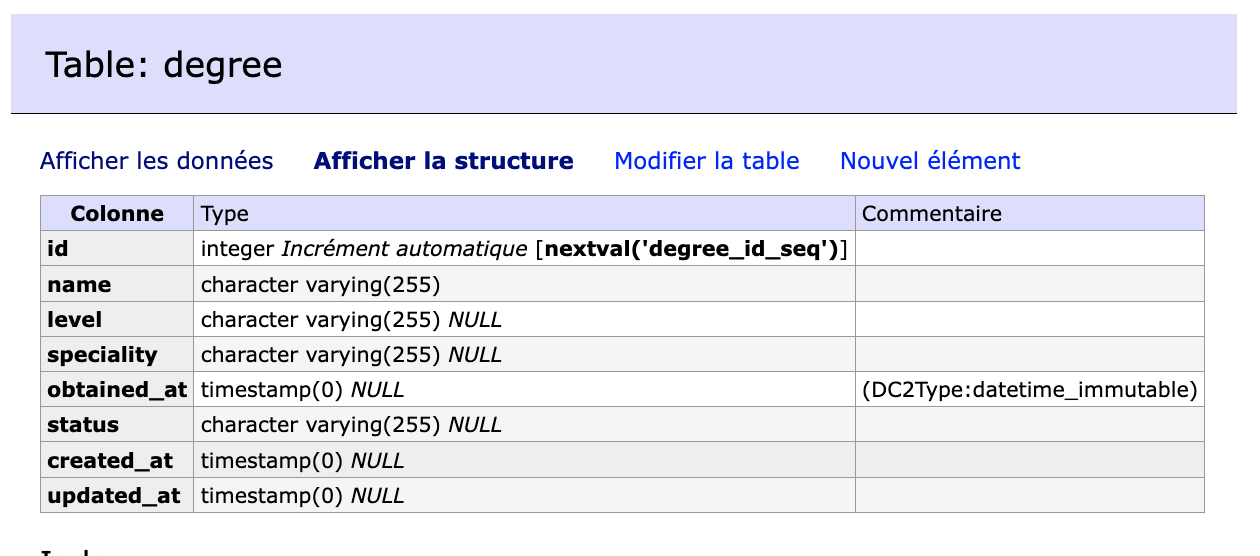 Table: degree
Afficher les données Afficher la structure Modifier la table Nouvel élément
Colonne Type Commentaire
id integer Incrément automatique [nextval('degree_id_seq')]
name character varying(255)
level character varying(255) NULL
speciality character varying(255) NULL
obtained_at timestamp(0) NULL (DC2Type:datetime_immutable)
status character varying(255) NULL
created_at timestamp(0) NULL
updated_at timestamp(0) NULL